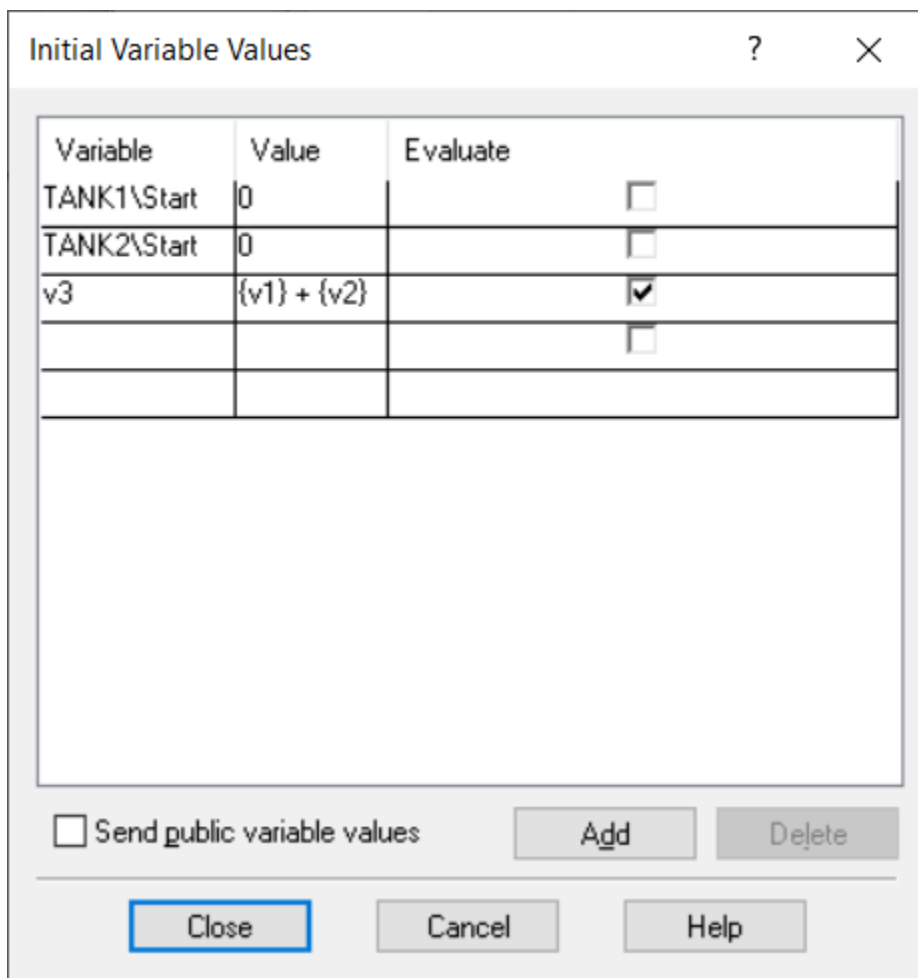 Initial Variable Values ?
Variable Value Evaluate
TANK1\Start 0
TANK2\Start 0
v3 {v1} + {v2}
Send public variable values Add Delete
Close Cancel Help